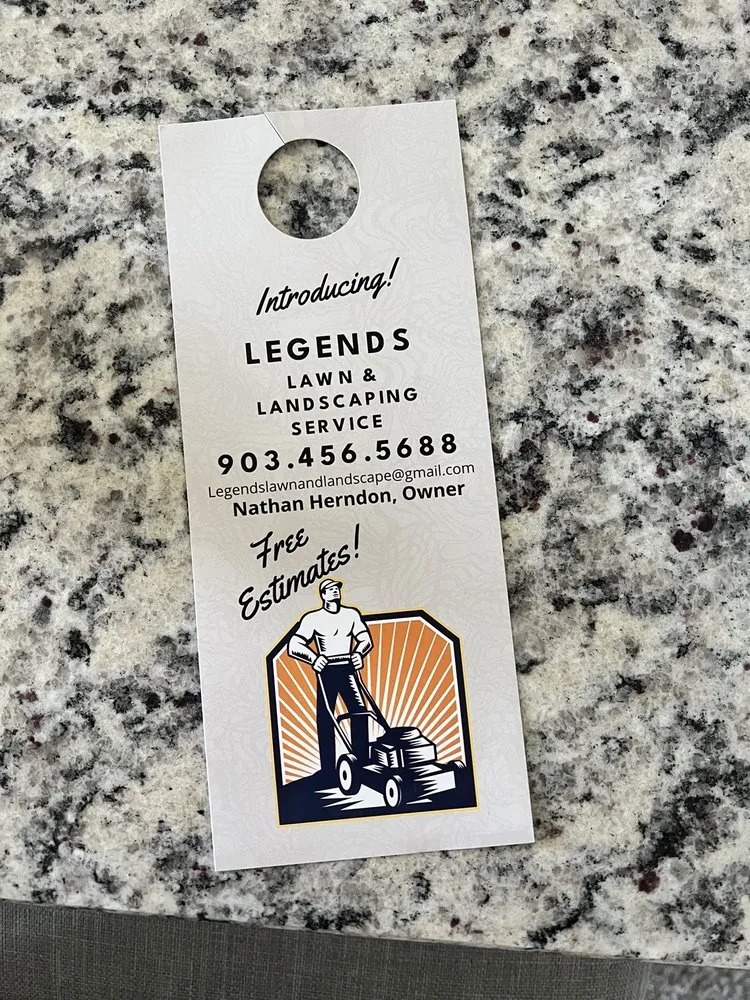 Introducing!
LEGENDS
LAWN &
LANDSCAPING
SERVICE
903.456.5688
Legendslawnandlandscape@gmail.com
Nathan Herndon, Owner
Free
Estimates!